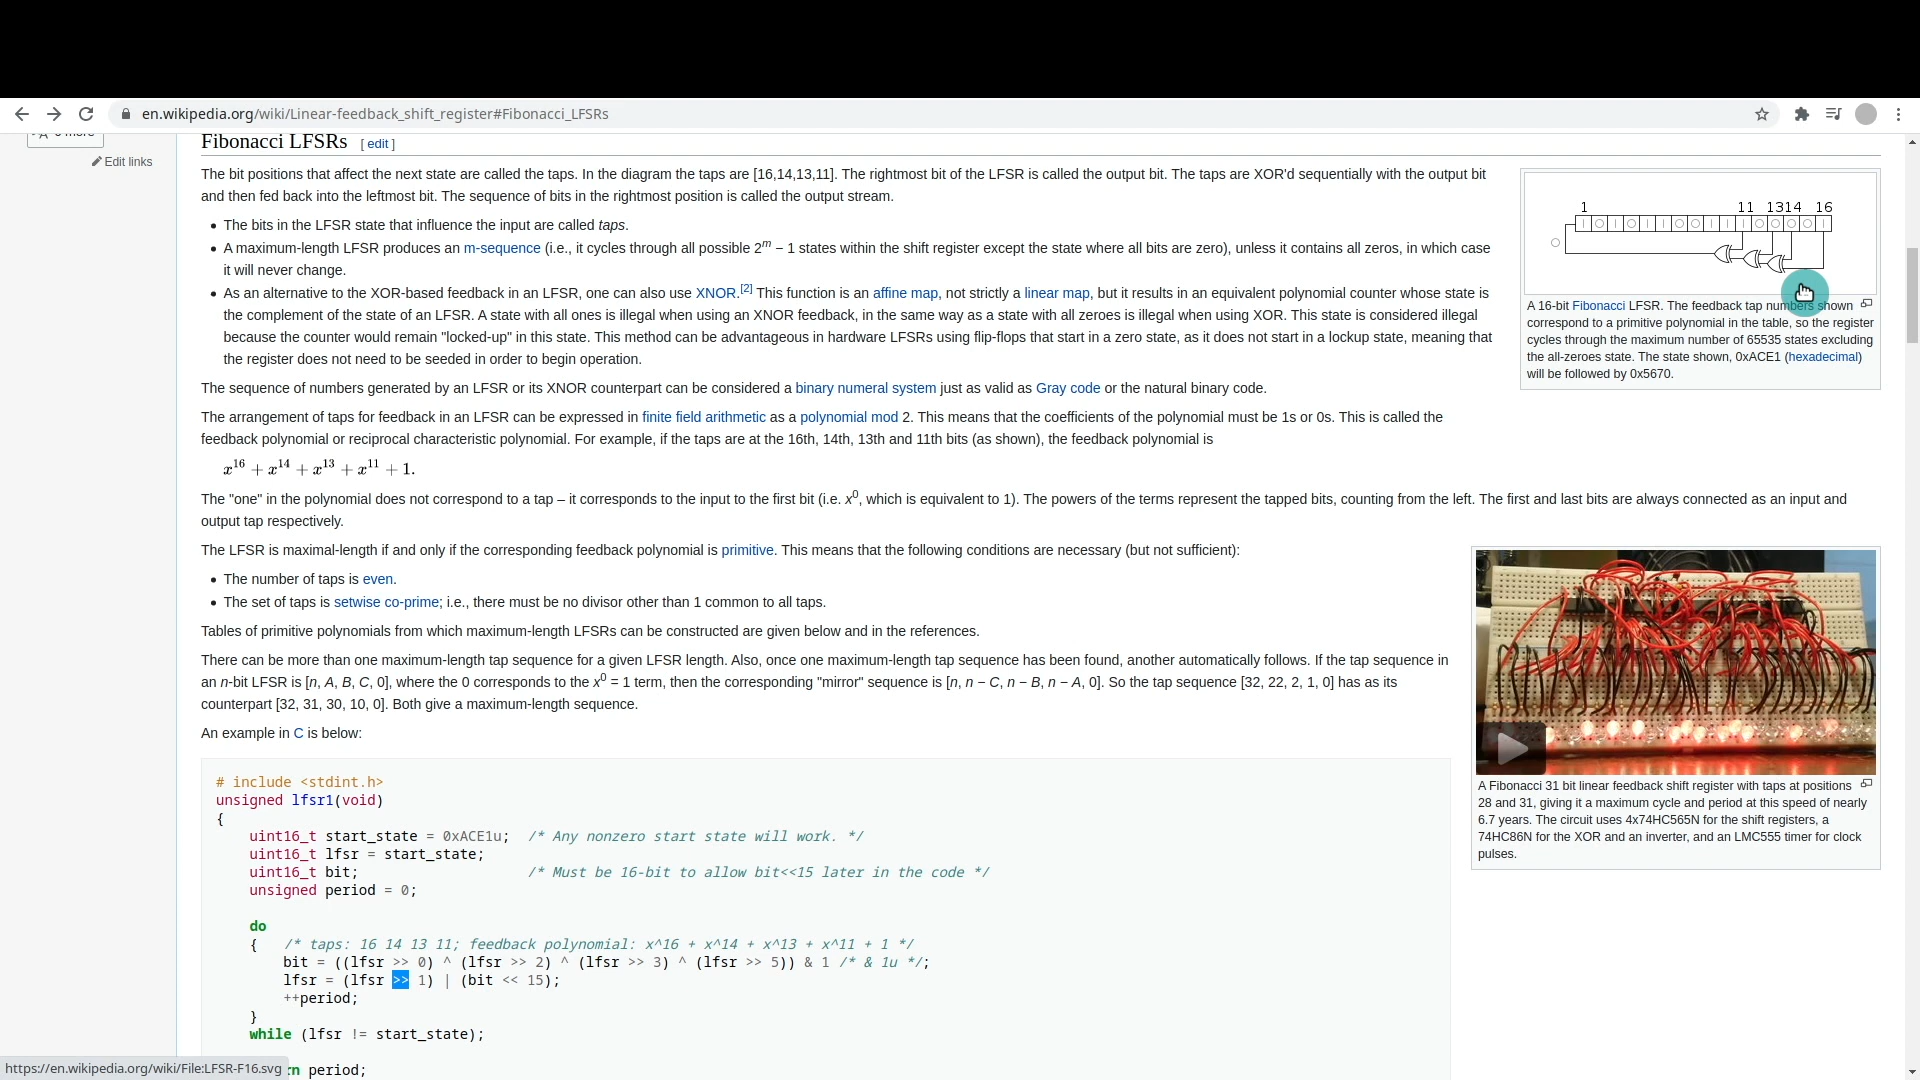 en.wikipedia.org/wiki/Linear-feedback_shift_register#Fibonacci_LFSRs
Edit links
Fibonacci LFSRs [ edit ]
The bit positions that affect the next state are called the taps. In the diagram the taps are [16,14,13,11]. The rightmost bit of the LFSR is called the output bit. The taps are XOR'd sequentially with the output bit
and then fed back into the leftmost bit. The sequence of bits in the rightmost position is called the output stream.
• The bits in the LFSR state that influence the input are called taps.
• A maximum-length LFSR produces an m-sequence (i.e., it cycles through all possible 2^m − 1 states within the shift register except the state where all bits are zero), unless it contains all zeros, in which case
it will never change.
• As an alternative to the XOR-based feedback in an LFSR, one can also use XNOR.[2] This function is an affine map, not strictly a linear map, but it results in an equivalent polynomial counter whose state is
the complement of the state of an LFSR. A state with all ones is illegal when using an XNOR feedback, in the same way as a state with all zeroes is illegal when using XOR. This state is considered illegal
because the counter would remain "locked-up" in this state. This method can be advantageous in hardware LFSRs using flip-flops that start in a zero state, as it does not start in a lockup state, meaning that
the register does not need to be seeded in order to begin operation.
The sequence of numbers generated by an LFSR or its XNOR counterpart can be considered a binary numeral system just as valid as Gray code or the natural binary code.
The arrangement of taps for feedback in an LFSR can be expressed in finite field arithmetic as a polynomial mod 2. This means that the coefficients of the polynomial must be 1s or 0s. This is called the
feedback polynomial or reciprocal characteristic polynomial. For example, if the taps are at the 16th, 14th, 13th and 11th bits (as shown), the feedback polynomial is
x^16 + x^14 + x^13 + x^11 + 1.
The "one" in the polynomial does not correspond to a tap – it corresponds to the input to the first bit (i.e. x^0, which is equivalent to 1). The powers of the terms represent the tapped bits, counting from the left. The first and last bits are always connected as an input and
output tap respectively.
The LFSR is maximal-length if and only if the corresponding feedback polynomial is primitive. This means that the following conditions are necessary (but not sufficient):
• The number of taps is even.
• The set of taps is setwise co-prime; i.e., there must be no divisor other than 1 common to all taps.
Tables of primitive polynomials from which maximum-length LFSRs can be constructed are given below and in the references.
There can be more than one maximum-length tap sequence for a given LFSR length. Also, once one maximum-length tap sequence has been found, another automatically follows. If the tap sequence in
an n-bit LFSR is [n, A, B, C, 0], where the 0 corresponds to the x^0 = 1 term, then the corresponding "mirror" sequence is [n, n − C, n − B, n − A, 0]. So the tap sequence [32, 22, 2, 1, 0] has as its
counterpart [32, 31, 30, 10, 0]. Both give a maximum-length sequence.
An example in C is below:
# include <stdint.h>
unsigned lfsr1(void)
{
    uint16_t start_state = 0xACE1u;  /* Any nonzero start state will work. */
    uint16_t lfsr = start_state;
    uint16_t bit;                    /* Must be 16-bit to allow bit<<15 later in the code */
    unsigned period = 0;
    do
    {   /* taps: 16 14 13 11; feedback polynomial: x^16 + x^14 + x^13 + x^11 + 1 */
        bit = ((lfsr >> 0) ^ (lfsr >> 2) ^ (lfsr >> 3) ^ (lfsr >> 5)) & 1 /* & 1u */;
        lfsr = (lfsr >> 1) | (bit << 15);
        ++period;
    }
    while (lfsr != start_state);
rn period;
1 11 1314 16
A 16-bit Fibonacci LFSR. The feedback tap numbers shown
correspond to a primitive polynomial in the table, so the register
cycles through the maximum number of 65535 states excluding
the all-zeroes state. The state shown, 0xACE1 (hexadecimal)
will be followed by 0x5670.
A Fibonacci 31 bit linear feedback shift register with taps at positions
28 and 31, giving it a maximum cycle and period at this speed of nearly
6.7 years. The circuit uses 4x74HC565N for the shift registers, a
74HC86N for the XOR and an inverter, and an LMC555 timer for clock
pulses.
https://en.wikipedia.org/wiki/File:LFSR-F16.svg